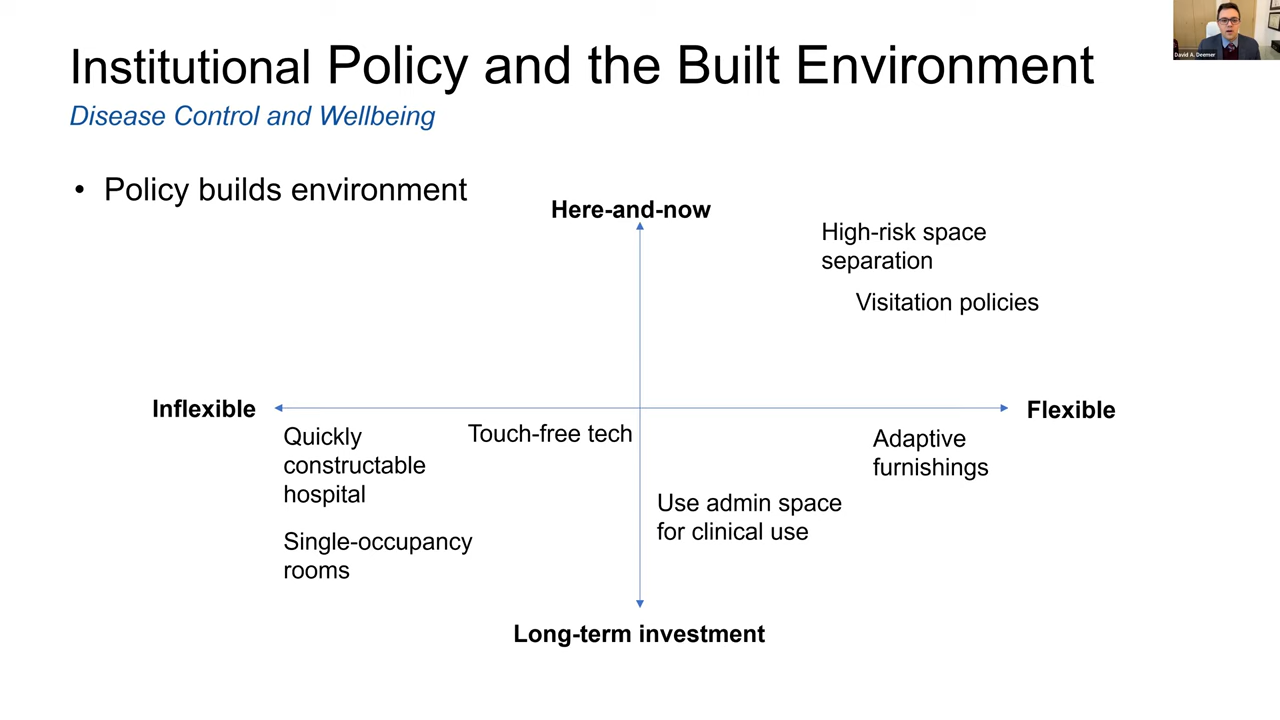 Institutional Policy and the Built Environment
Disease Control and Wellbeing
• Policy builds environment
Here-and-now
High-risk space
separation
Visitation policies
Inflexible
Flexible
Quickly
constructable
hospital
Touch-free tech
Adaptive
furnishings
Use admin space
for clinical use
Single-occupancy
rooms
Long-term investment
David A. Deemer